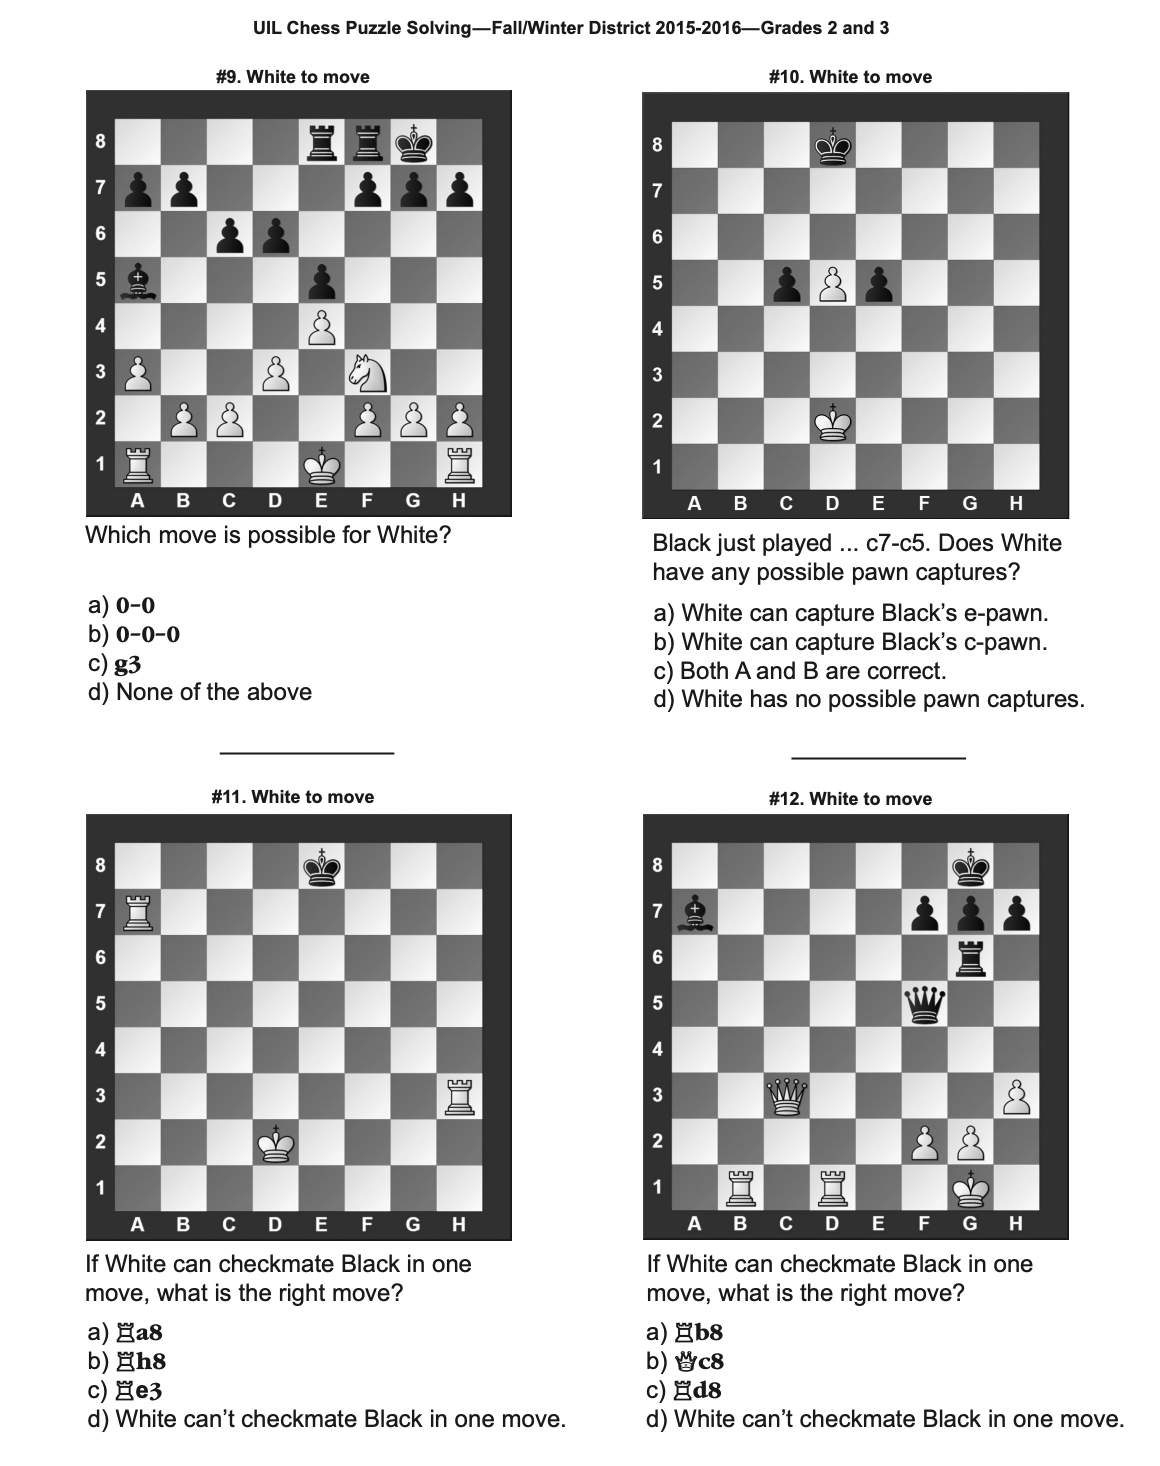 UIL Chess Puzzle Solving—Fall/Winter District 2015-2016—Grades 2 and 3
#9. White to move
8
7
6
5
4
3
2
1
A B C D E F G H
Which move is possible for White?
a) 0-0
b) 0-0-0
c) g3
d) None of the above
#10. White to move
8
7
6
5
4
3
2
1
A B C D E F G H
Black just played ... c7-c5. Does White
have any possible pawn captures?
a) White can capture Black’s e-pawn.
b) White can capture Black’s c-pawn.
c) Both A and B are correct.
d) White has no possible pawn captures.
#11. White to move
8
7
6
5
4
3
2
1
A B C D E F G H
If White can checkmate Black in one
move, what is the right move?
a) ♖a8
b) ♖h8
c) ♖e3
d) White can’t checkmate Black in one move.
#12. White to move
8
7
6
5
4
3
2
1
A B C D E F G H
If White can checkmate Black in one
move, what is the right move?
a) ♖b8
b) ♕c8
c) ♖d8
d) White can’t checkmate Black in one move.